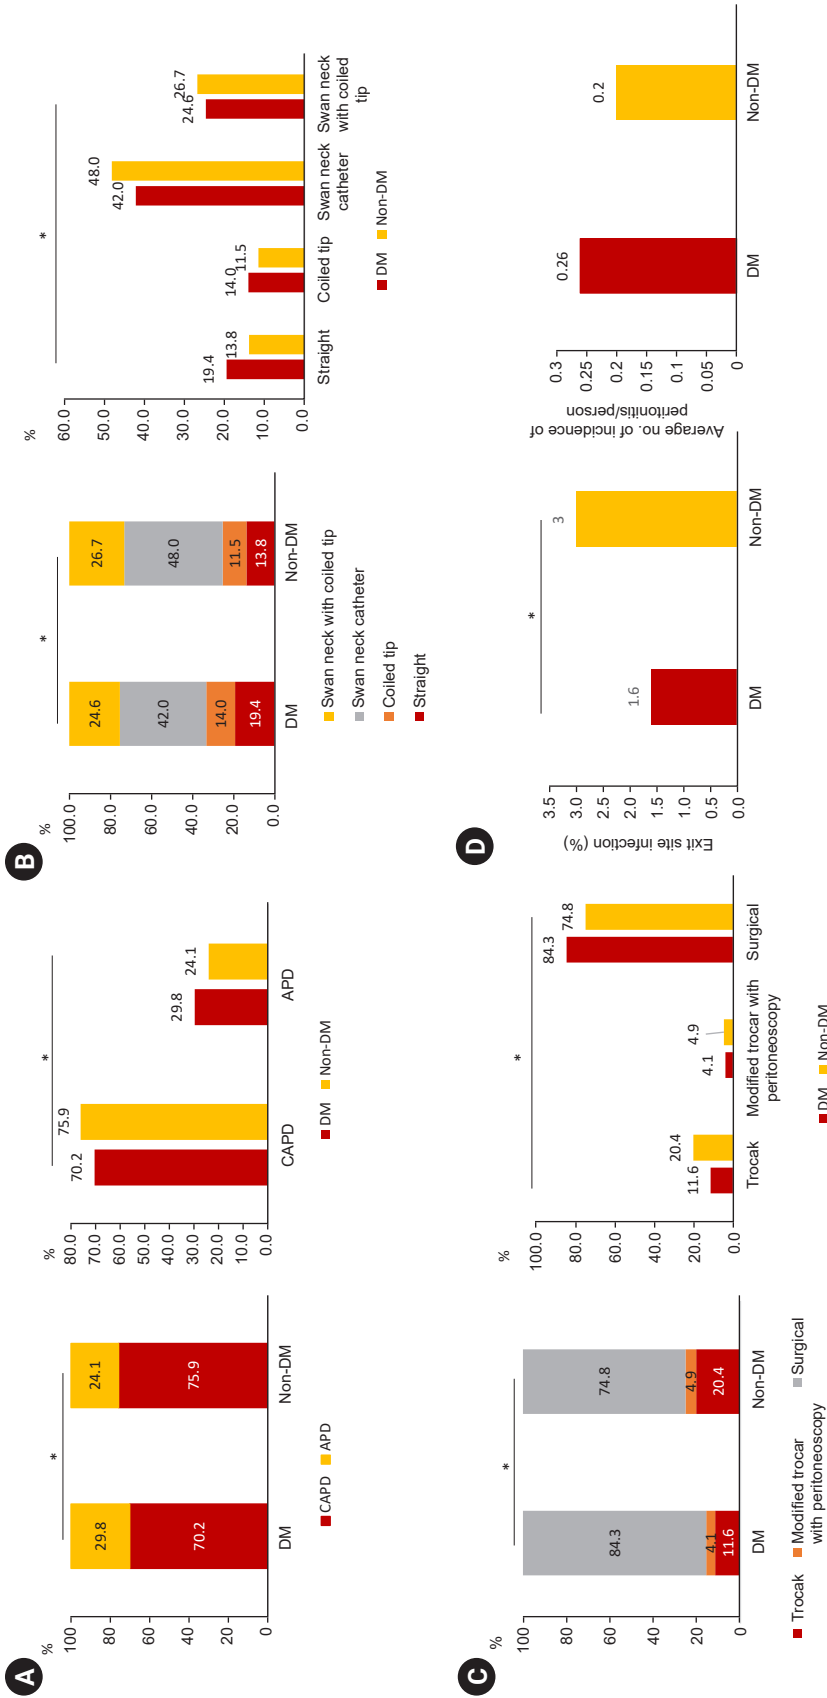 A
%
100
80
60
40
20
0
*
29.8
70.2
24.1
75.9
DM
Non-DM
CAPD
APD
%
80.0
70.0
60.0
50.0
40.0
30.0
20.0
10.0
0.0
*
70.2
75.9
29.8
24.1
CAPD
APD
DM
Non-DM
B
%
100.0
80.0
60.0
40.0
20.0
0.0
*
24.6
42.0
14.0
19.4
26.7
48.0
11.5
13.8
DM
Non-DM
Swan neck with coiled tip
Swan neck catheter
Coiled tip
Straight
%
60.0
50.0
40.0
30.0
20.0
10.0
0.0
*
19.4
13.8
14.0
11.5
42.0
48.0
24.6
26.7
Straight
Coiled tip
Swan neck
catheter
Swan neck
with coiled
tip
DM
Non-DM
C
%
100
80
60
40
20
0
*
84.3
4.1
11.6
74.8
4.9
20.4
DM
Non-DM
Trocak
Modified trocar
with peritoneoscopy
Surgical
%
100.0
80.0
60.0
40.0
20.0
0.0
*
11.6
20.4
4.1
4.9
84.3
74.8
Trocak
Modified trocar with
peritoneoscopy
Surgical
DM
Non-DM
D
Exit site infection (%)
3.5
3.0
2.5
2.0
1.5
1.0
0.5
0.0
*
1.6
3
DM
Non-DM
Average no. of incidence of
peritonitis/person
0.3
0.25
0.2
0.15
0.1
0.05
0
0.26
0.2
DM
Non-DM